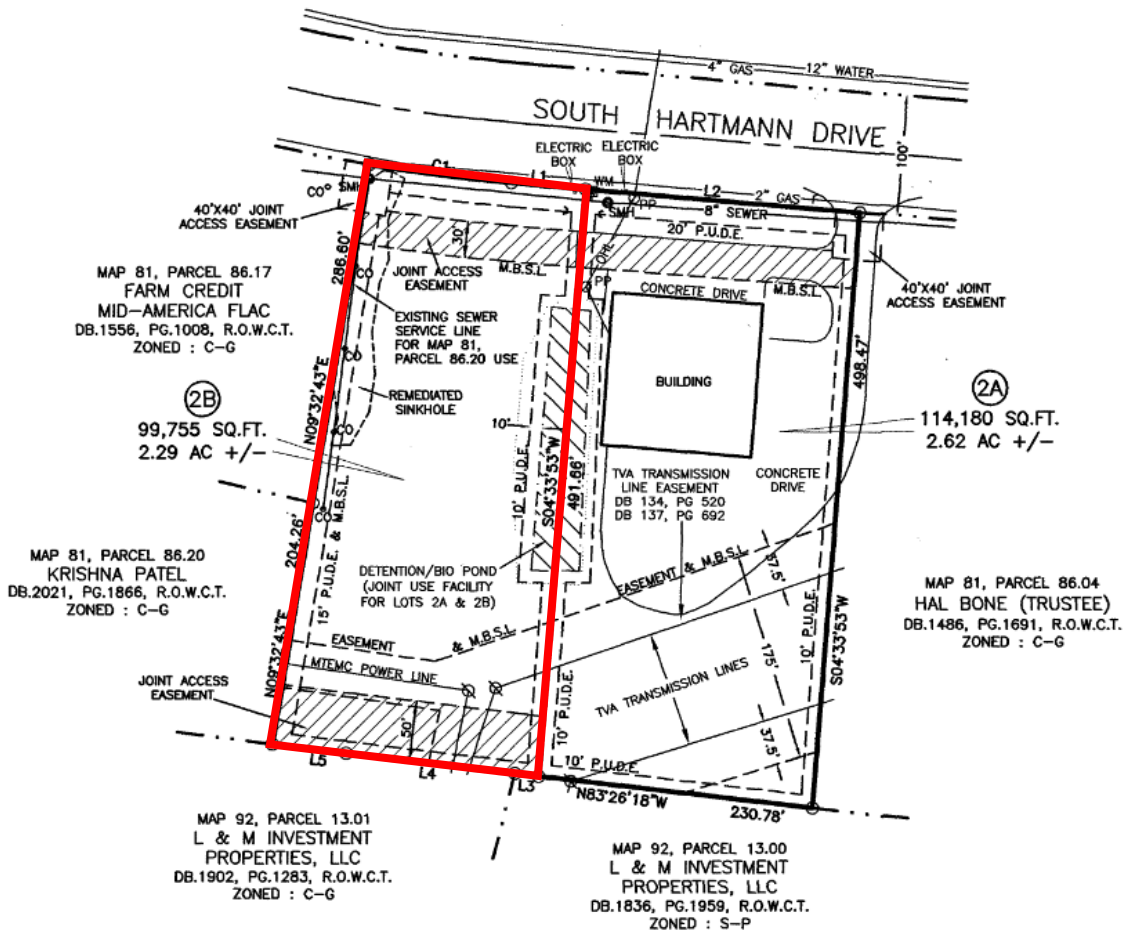 4" GAS
12" WATER
SOUTH HARTMANN DRIVE
100'
ELECTRIC
BOX
ELECTRIC
BOX
C1
L1
WM
L2
2" GAS
CO
SMH
SMH
PP
8" SEWER
20' P.U.D.E.
40'X40' JOINT
ACCESS EASEMENT
30'
JOINT ACCESS
EASEMENT
M.B.S.L.
OHL
PP
CONCRETE DRIVE
M.B.S.L.
40'X40' JOINT
ACCESS EASEMENT
MAP 81, PARCEL 86.17
FARM CREDIT
MID-AMERICA FLAC
DB.1556, PG.1008, R.O.W.C.T.
ZONED : C-G
286.60'
CO
EXISTING SEWER
SERVICE LINE
FOR MAP 81,
PARCEL 86.20 USE
CO
REMEDIATED
SINKHOLE
BUILDING
498.47'
2B
99,755 SQ.FT.
2.29 AC +/-
N09°32'43"E
CO
10'
10' P.U.D.E.
S04°33'53"W
491.66'
2A
114,180 SQ.FT.
2.62 AC +/-
TVA TRANSMISSION
LINE EASEMENT
DB 134, PG 520
DB 137, PG 692
CONCRETE
DRIVE
CO
204.26'
15' P.U.D.E. & M.B.S.L.
MAP 81, PARCEL 86.20
KRISHNA PATEL
DB.2021, PG.1866, R.O.W.C.T.
ZONED : C-G
DETENTION/BIO POND
(JOINT USE FACILITY
FOR LOTS 2A & 2B)
EASEMENT & M.B.S.L.
37.5'
10' P.U.D.E.
S04°33'53"W
MAP 81, PARCEL 86.04
HAL BONE (TRUSTEE)
DB.1486, PG.1691, R.O.W.C.T.
ZONED : C-G
N09°32'43"E
EASEMENT & M.B.S.L.
MTEMC POWER LINE
JOINT ACCESS
EASEMENT
50'
10' P.U.D.E.
TVA TRANSMISSION LINES
175'
37.5'
10' P.U.D.E.
L5
L4
L3
N83°26'18"W
230.78'
MAP 92, PARCEL 13.01
L & M INVESTMENT
PROPERTIES, LLC
DB.1902, PG.1283, R.O.W.C.T.
ZONED : C-G
MAP 92, PARCEL 13.00
L & M INVESTMENT
PROPERTIES, LLC
DB.1836, PG.1959, R.O.W.C.T.
ZONED : S-P